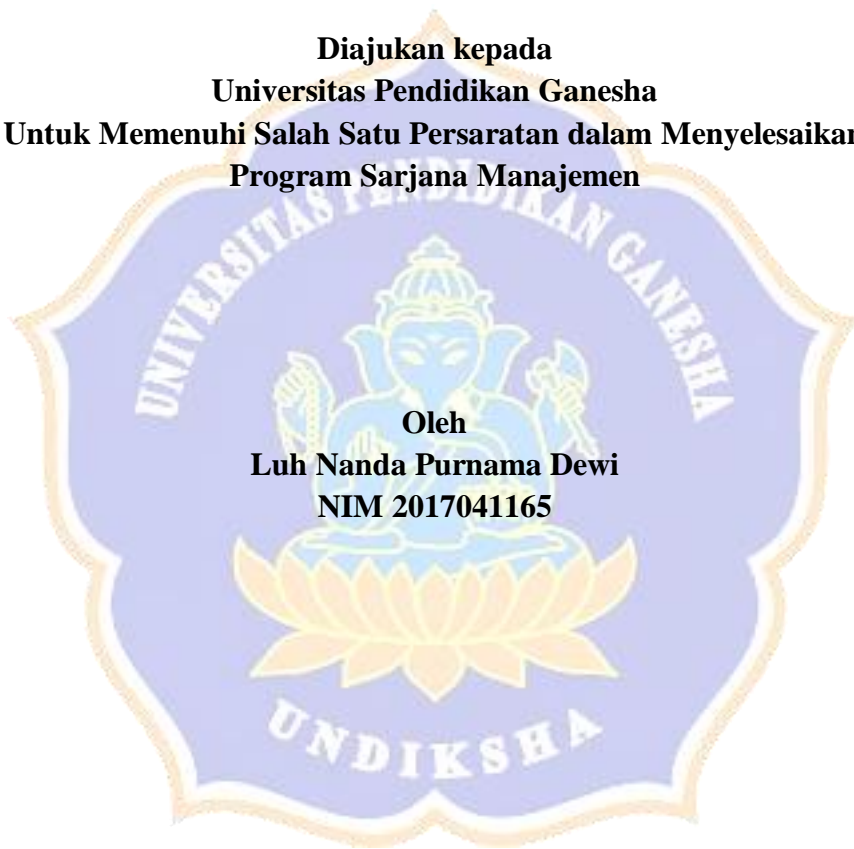 Diajukan kepada
Universitas Pendidikan Ganesha
Untuk Memenuhi Salah Satu Persaratan dalam Menyelesaikan
Program Sarjana Manajemen
UNIVERSITAS PENDIDIKAN GANESHA
Oleh
Luh Nanda Purnama Dewi
NIM 2017041165
UNDIKSHA